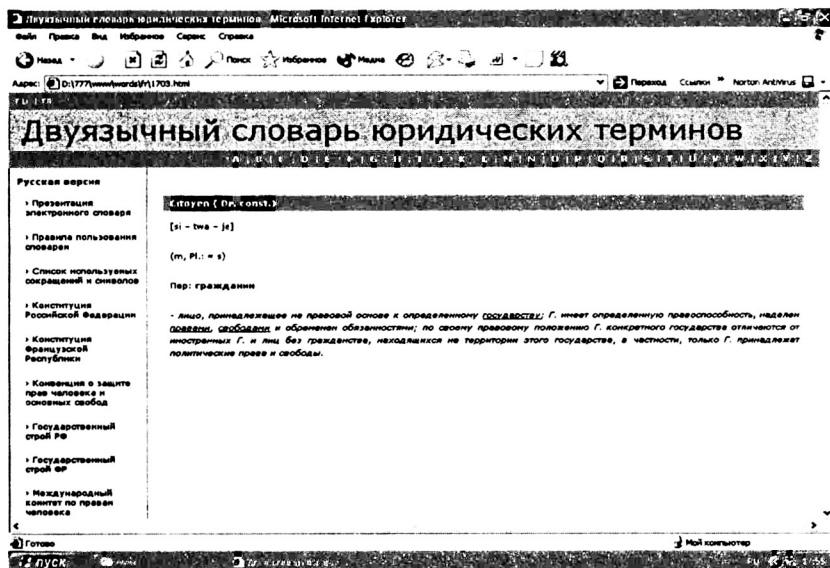 Двуязычный словарь юридических терминов - Microsoft Internet Explorer
Файл Правка Вид Избранное Сервис Справка
Назад Поиск Избранное Медиа
Адрес: D:\777\www\words\fr\1703.html Переход Ссылки » Norton AntiVirus
ru | fr
Двуязычный словарь юридических терминов
A | B | C | D | E | F | G | H | I | J | K | L | M | N | O | P | Q | R | S | T | U | V | W | X | Y | Z
Русская версия
› Презентация
электронного словаря
› Правила пользования
словарем
› Список используемых
сокращений и символов
› Конституция
Российской Федерации
› Конституция
Французской
Республики
› Конвенция о защите
прав человека и
основных свобод
› Государственный
строй РФ
› Государственный
строй ФР
› Международный
комитет по правам
человека
Citoyen ( Dr. const.)
[si – twa – je]
(m, Pl.: = s)
Пер: гражданин
- лицо, принадлежащее на правовой основе к определенному государству; Г. имеет определенную правоспособность, наделен
правами, свободами и обременен обязанностями; по своему правовому положению Г. конкретного государства отличаются от
иностранных Г. и лиц без гражданства, находящихся на территории этого государства, в частности, только Г. принадлежат
политические права и свободы.
Готово Мой компьютер
пуск RU 1:55